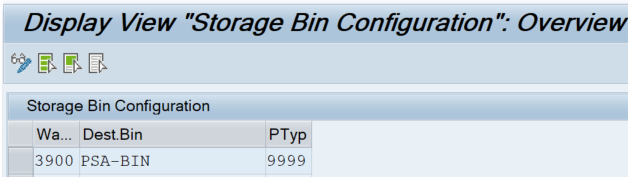 Display View "Storage Bin Configuration": Overview
Storage Bin Configuration
Wa... Dest.Bin PTyp
3900 PSA-BIN 9999